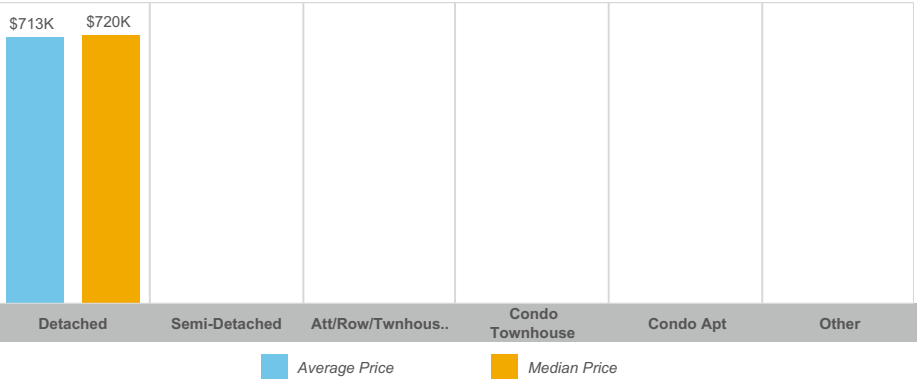 $713K
$720K
Detached
Semi-Detached
Att/Row/Twnhous..
Condo
Townhouse
Condo Apt
Other
Average Price
Median Price